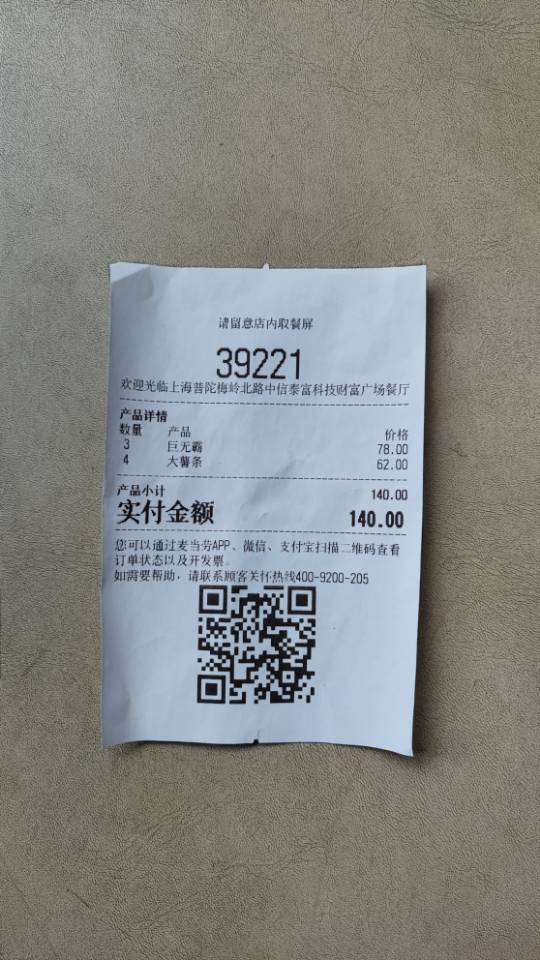 请留意店内取餐屏
39221
欢迎光临上海普陀梅岭北路中信泰富科技财富广场餐厅
产品详情
数量 产品 价格
3 巨无霸 78.00
4 大薯条 62.00
产品小计 140.00
实付金额 140.00
您可以通过麦当劳APP、微信、支付宝扫描二维码查看
订单状态以及开发票。
如需要帮助，请联系顾客关怀热线400-9200-205